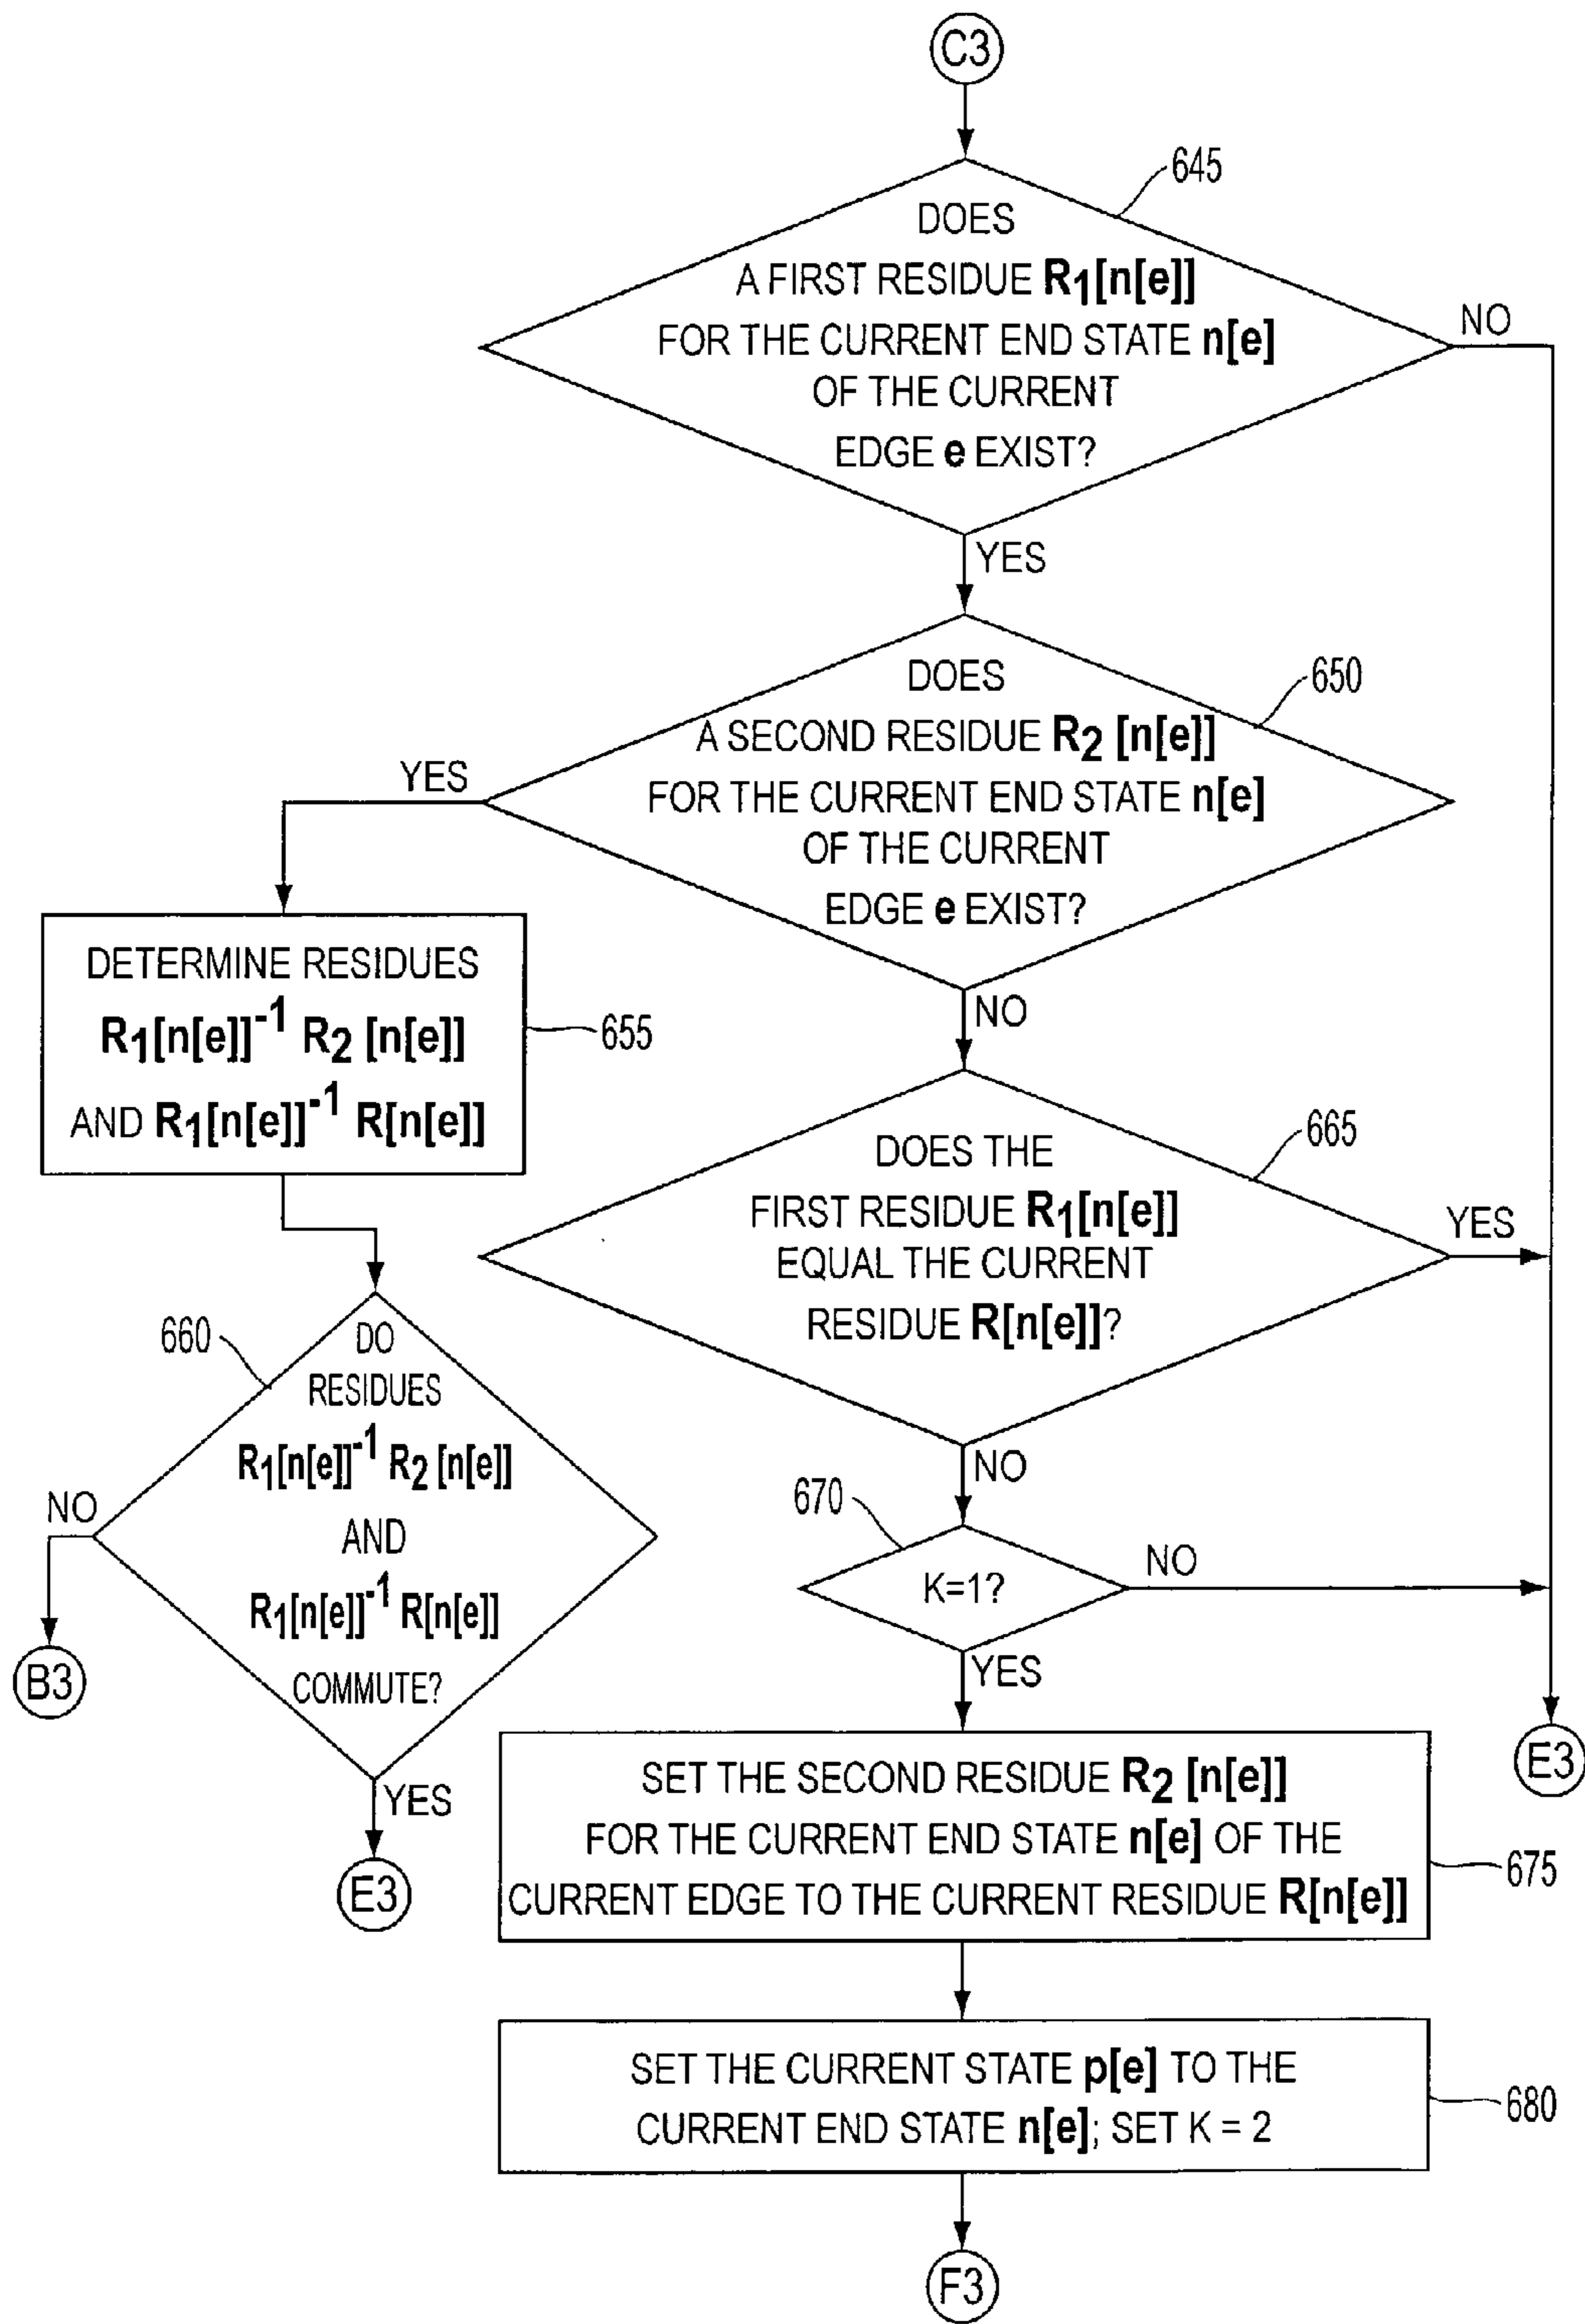 C3
645
DOES
A FIRST RESIDUE R1[n[e]]
FOR THE CURRENT END STATE n[e]
OF THE CURRENT
EDGE e EXIST?
NO
YES
650
DOES
A SECOND RESIDUE R2 [n[e]]
FOR THE CURRENT END STATE n[e]
OF THE CURRENT
EDGE e EXIST?
YES
NO
DETERMINE RESIDUES
R1[n[e]]-1 R2 [n[e]]
AND R1[n[e]]-1 R[n[e]]
655
665
DOES THE
FIRST RESIDUE R1[n[e]]
EQUAL THE CURRENT
RESIDUE R[n[e]]?
YES
NO
660
DO
RESIDUES
R1[n[e]]-1 R2 [n[e]]
AND
R1[n[e]]-1 R[n[e]]
COMMUTE?
NO
B3
YES
E3
670
K=1?
NO
YES
E3
SET THE SECOND RESIDUE R2 [n[e]]
FOR THE CURRENT END STATE n[e] OF THE
CURRENT EDGE TO THE CURRENT RESIDUE R[n[e]]
675
SET THE CURRENT STATE p[e] TO THE
CURRENT END STATE n[e]; SET K = 2
680
F3